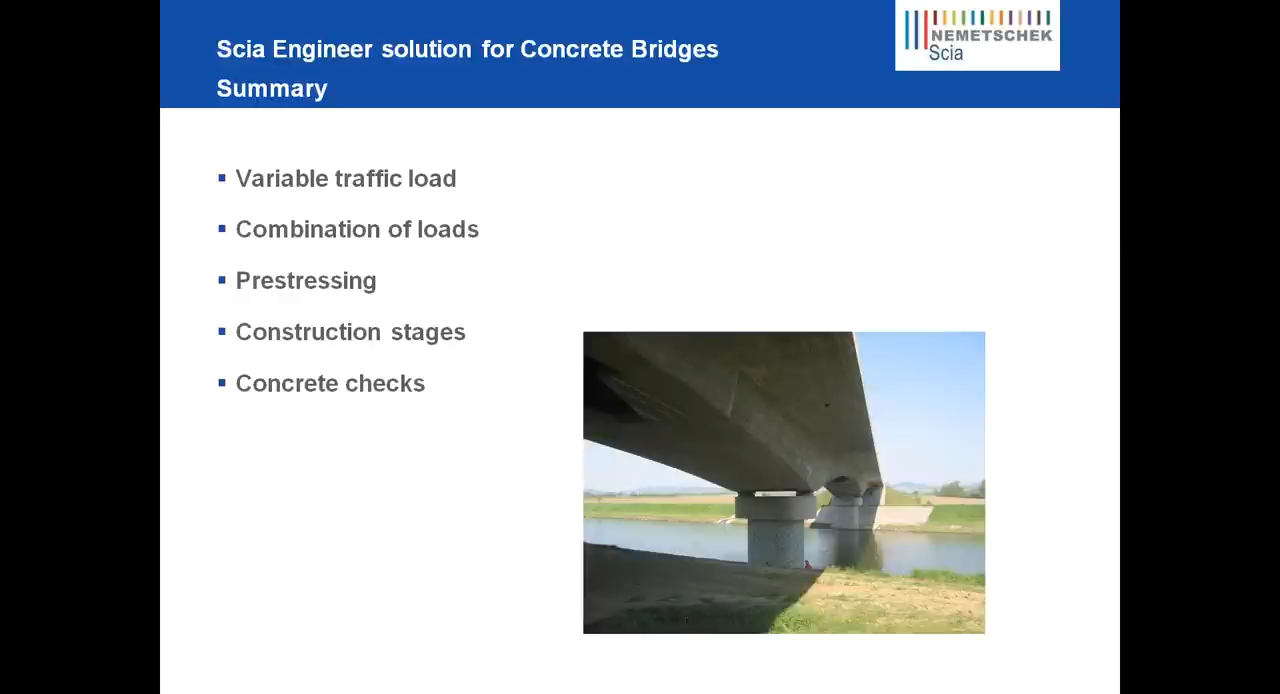 Scia Engineer solution for Concrete Bridges
Summary
NEMETSCHEK
Scia
Variable traffic load
Combination of loads
Prestressing
Construction stages
Concrete checks